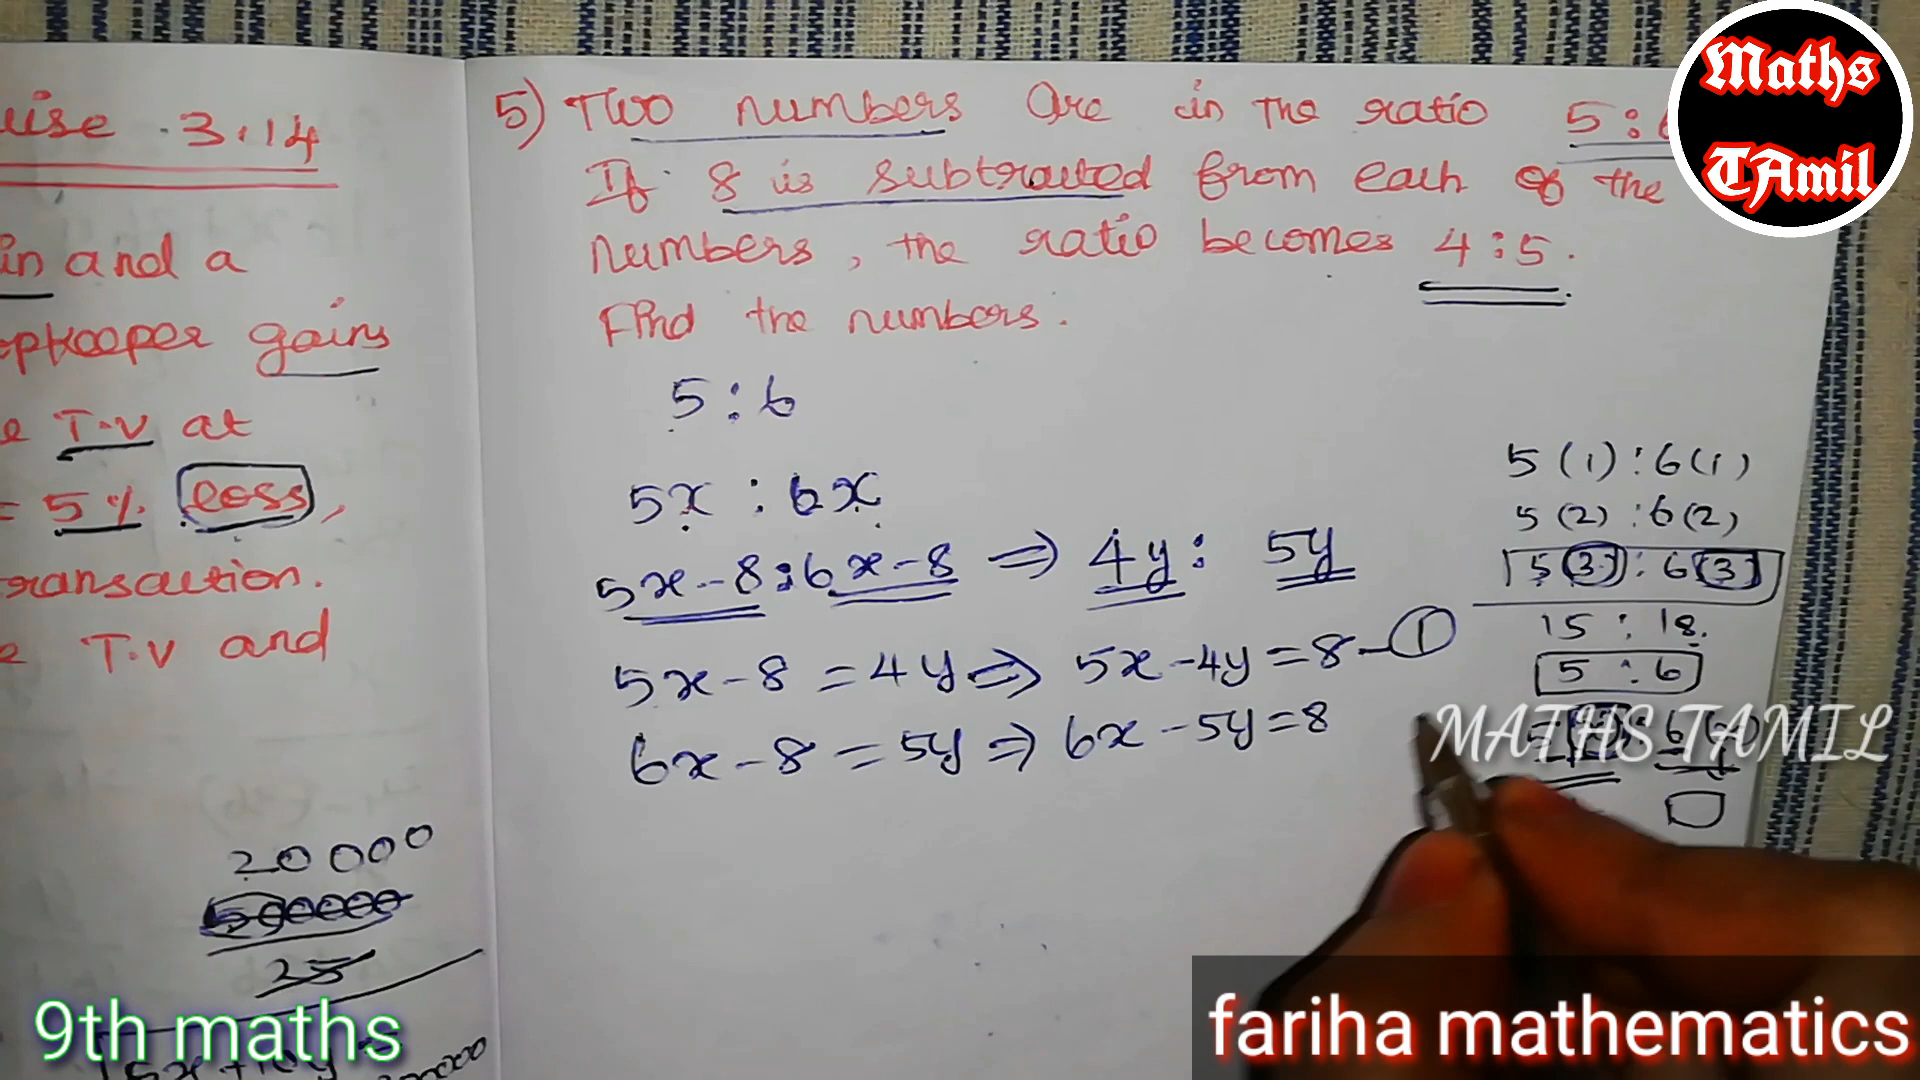 3.14
in and a
gains
T.V at
= 5% loss,
T.V and
20000
25
5) Two numbers are in the ratio 5:
If 8 is subtracted from each of the
numbers, the ratio becomes 4:5.
Find the numbers.
5 : 6
5x : 6x
5x-8 : 6x-8 ⇒ 4y : 5y
5x-8 = 4y ⇒ 5x-4y = 8 - ①
6x-8 = 5y ⇒ 6x-5y = 8
5(1) : 6(1)
5(2) : 6(2)
5(3) : 6(3)
15 : 18
5 : 6
Maths
TAmil
MATHS TAMIL
9th maths
fariha mathematics